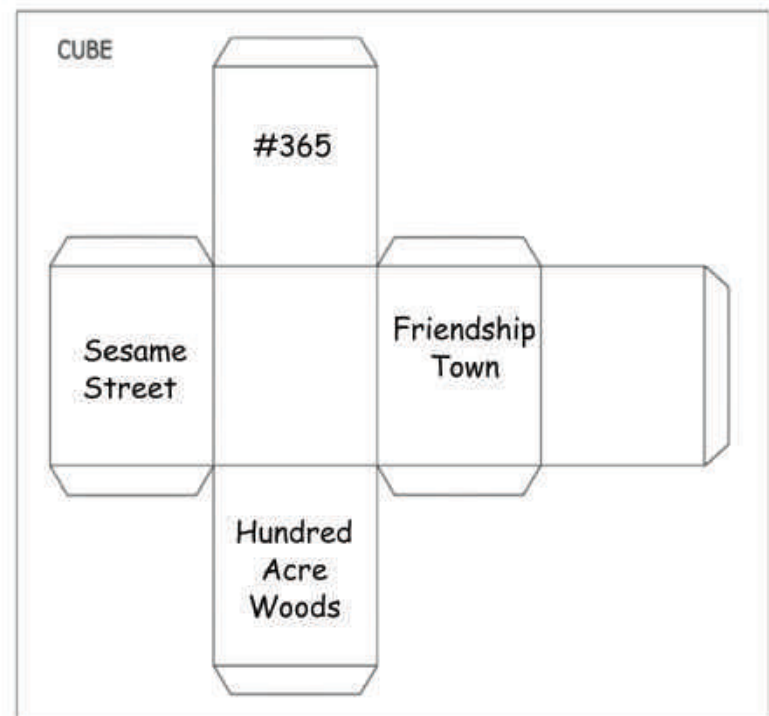 CUBE
#365
Sesame
Street
Friendship
Town
Hundred
Acre
Woods